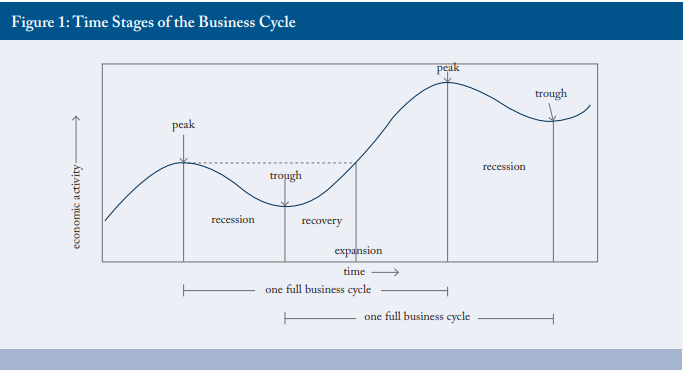 Figure 1: Time Stages of the Business Cycle
peak
trough
peak
trough
recession
recession
recovery
expansion
economic activity
time
one full business cycle
one full business cycle